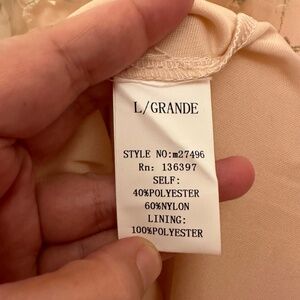 L/GRANDE
STYLE NO:m27496
Rn: 136397
SELF:
40%POLYESTER
60%NYLON
LINING:
100%POLYESTER